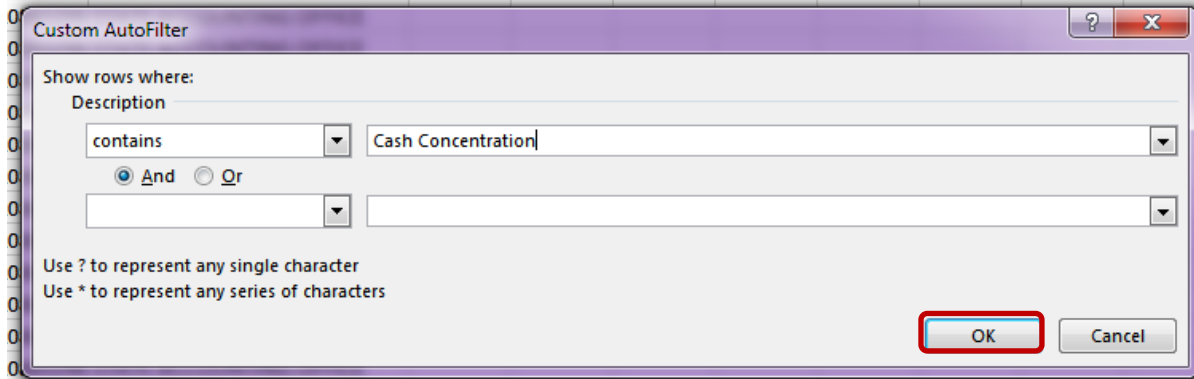 Custom AutoFilter
?
X
Show rows where:
Description
contains
Cash Concentration
And Or
Use ? to represent any single character
Use * to represent any series of characters
OK Cancel